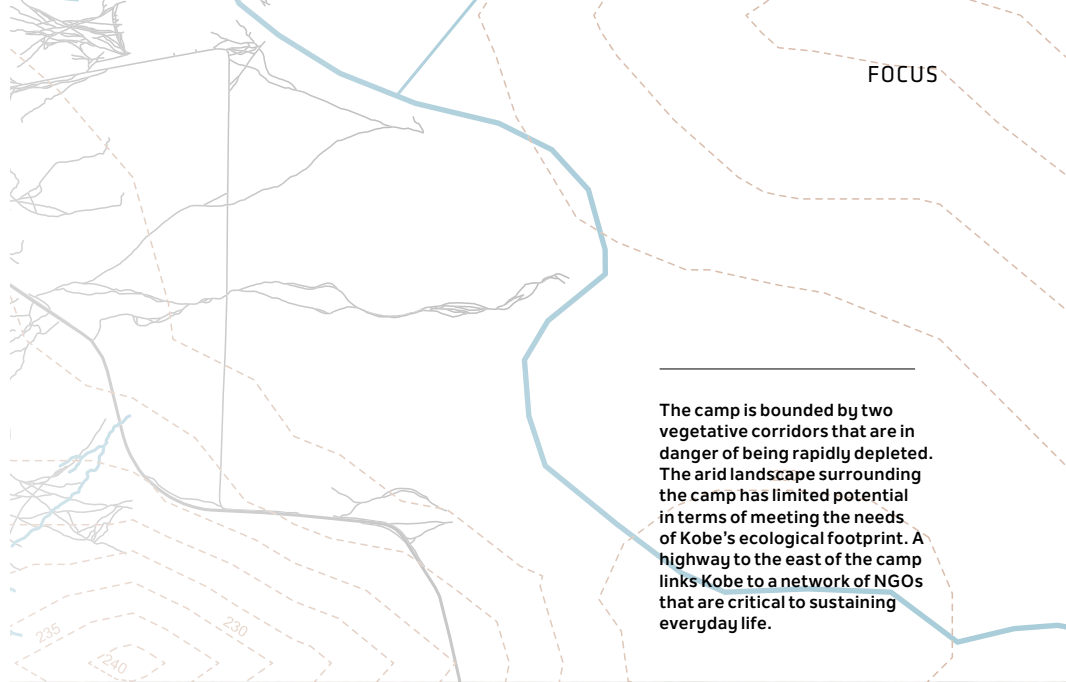 FOCUS
The camp is bounded by two
vegetative corridors that are in
danger of being rapidly depleted.
The arid landscape surrounding
the camp has limited potential
in terms of meeting the needs
of Kobe's ecological footprint. A
highway to the east of the camp
links Kobe to a network of NGOs
that are critical to sustaining
everyday life.
235
230
240